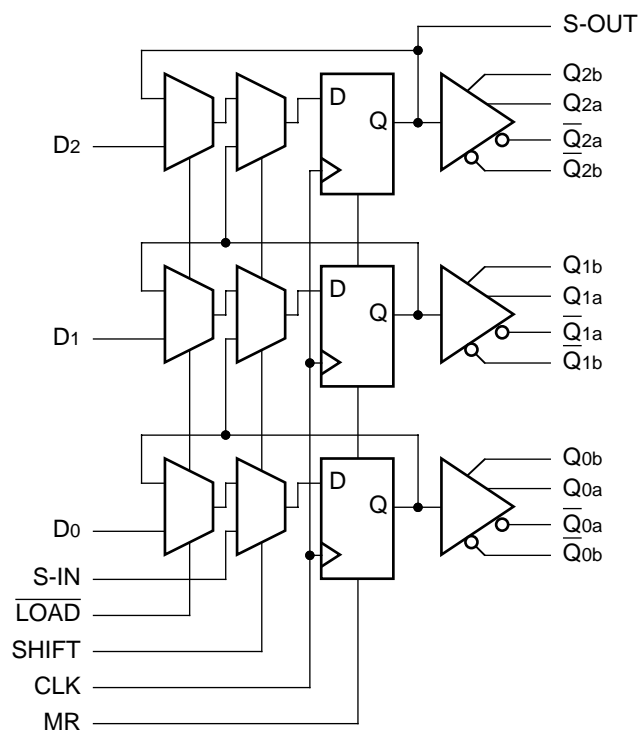 S-OUT
Q2b
D Q2a
Q Q̅2a
D2 Q̅2b
Q1b
D Q1a
Q Q̅1a
D1 Q̅1b
Q0b
D Q0a
Q Q̅0a
D0 Q̅0b
S-IN
L̅O̅A̅D̅
SHIFT
CLK
MR